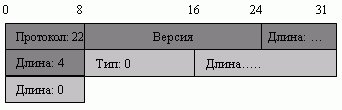 0 8 16 24 31
Протокол: 22 Версия Длина: …
Длина: 4 Тип: 0 Длина…..
Длина: 0